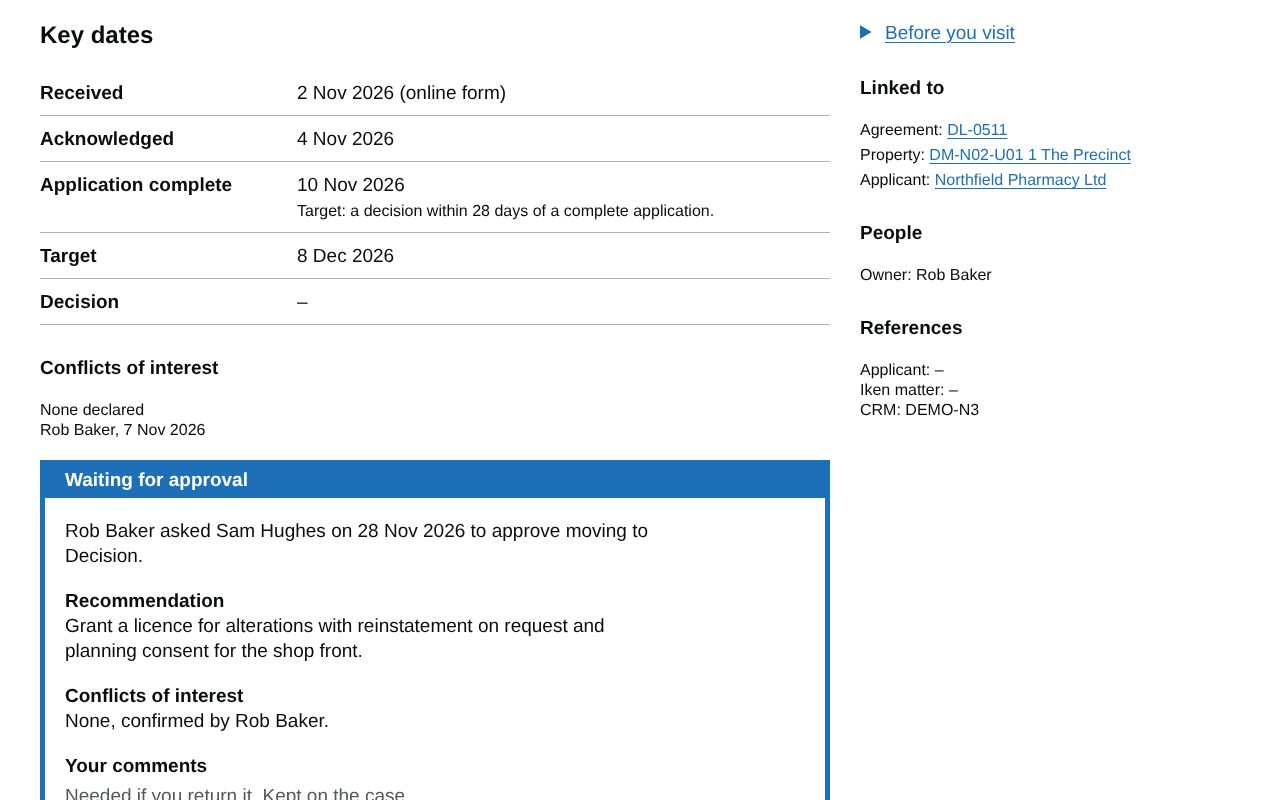 Key dates
Received
2 Nov 2026 (online form)
Acknowledged
4 Nov 2026
Application complete
10 Nov 2026
Target: a decision within 28 days of a complete application.
Target
8 Dec 2026
Decision
–
Conflicts of interest
None declared
Rob Baker, 7 Nov 2026
Waiting for approval
Rob Baker asked Sam Hughes on 28 Nov 2026 to approve moving to
Decision.
Recommendation
Grant a licence for alterations with reinstatement on request and
planning consent for the shop front.
Conflicts of interest
None, confirmed by Rob Baker.
Your comments
Needed if you return it. Kept on the case.
Before you visit
Linked to
Agreement: DL-0511
Property: DM-N02-U01 1 The Precinct
Applicant: Northfield Pharmacy Ltd
People
Owner: Rob Baker
References
Applicant: –
Iken matter: –
CRM: DEMO-N3